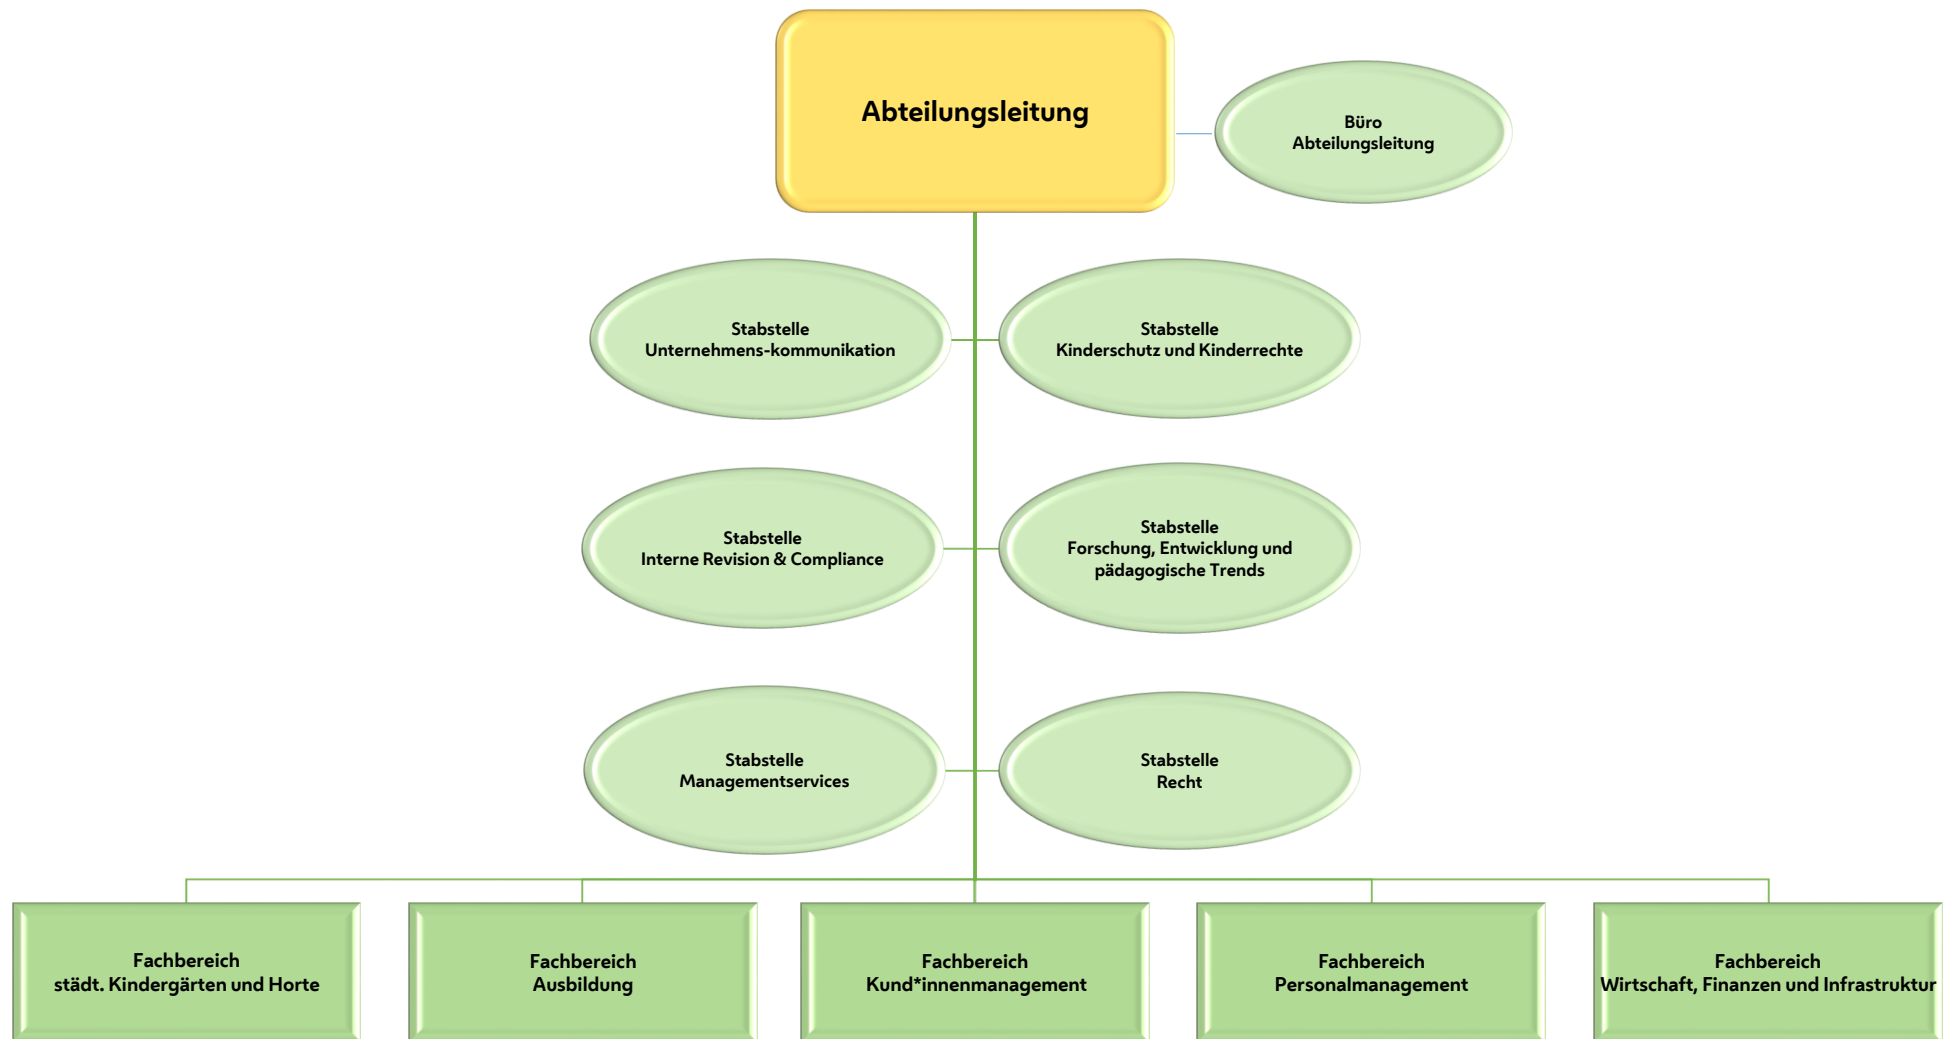 Abteilungsleitung
Büro
Abteilungsleitung
Stabstelle
Unternehmens-kommunikation
Stabstelle
Kinderschutz und Kinderrechte
Stabstelle
Interne Revision & Compliance
Stabstelle
Forschung, Entwicklung und
pädagogische Trends
Stabstelle
Managementservices
Stabstelle
Recht
Fachbereich
städt. Kindergärten und Horte
Fachbereich
Ausbildung
Fachbereich
Kund*innenmanagement
Fachbereich
Personalmanagement
Fachbereich
Wirtschaft, Finanzen und Infrastruktur